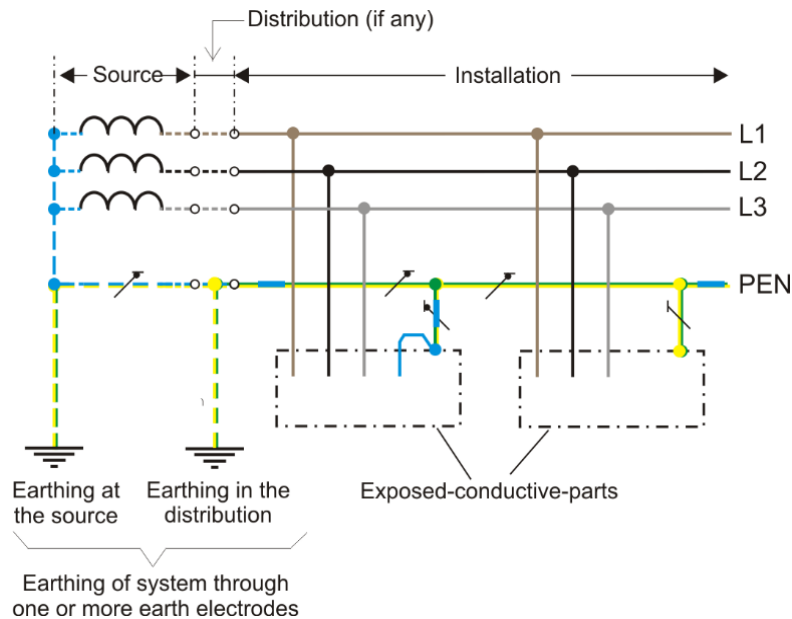 Distribution (if any)
Source
Installation
L1
L2
L3
PEN
Earthing at
the source
Earthing in the
distribution
Exposed-conductive-parts
Earthing of system through
one or more earth electrodes